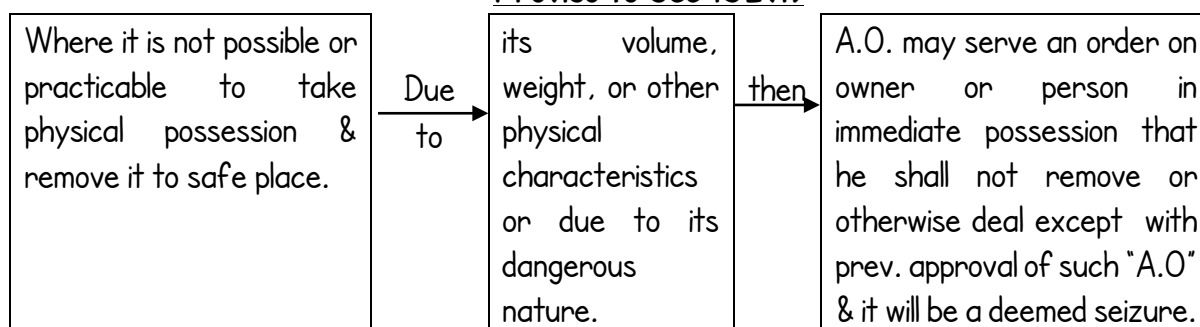 Where it is not possible or
practicable to take
physical possession &
remove it to safe place.
Due
to
its volume,
weight, or other
physical
characteristics
or due to its
dangerous
nature.
then
A.O. may serve an order on
owner or person in
immediate possession that
he shall not remove or
otherwise deal except with
prev. approval of such "A.O"
& it will be a deemed seizure.